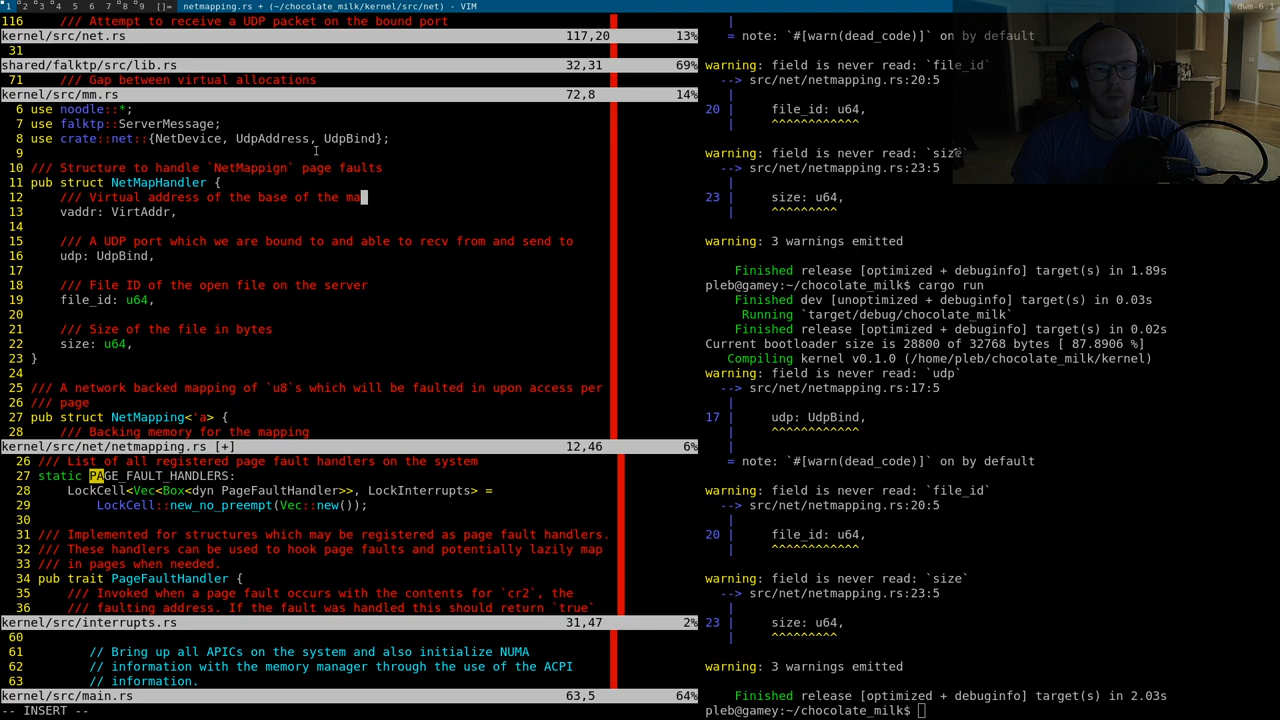 1 2 3 4 5 6 7 8 9 []= netmapping.rs + (~/chocolate_milk/kernel/src/net) - VIM dwm-6.1
116     /// Attempt to receive a UDP packet on the bound port
kernel/src/net.rs 117,20 13%
31
shared/falktp/src/lib.rs 32,31 69%
71     /// Gap between virtual allocations
kernel/src/mm.rs 72,8 14%
6 use noodle::*;
7 use falktp::ServerMessage;
8 use crate::net::{NetDevice, UdpAddress, UdpBind};
9
10 /// Structure to handle `NetMappign` page faults
11 pub struct NetMapHandler {
12     /// Virtual address of the base of the ma
13     vaddr: VirtAddr,
14
15     /// A UDP port which we are bound to and able to recv from and send to
16     udp: UdpBind,
17
18     /// File ID of the open file on the server
19     file_id: u64,
20
21     /// Size of the file in bytes
22     size: u64,
23 }
24
25 /// A network backed mapping of `u8`s which will be faulted in upon access per
26 /// page
27 pub struct NetMapping<'a> {
28     /// Backing memory for the mapping
kernel/src/net/netmapping.rs [+] 12,46 6%
26 /// List of all registered page fault handlers on the system
27 static PAGE_FAULT_HANDLERS:
28     LockCell<Vec<Box<dyn PageFaultHandler>>, LockInterrupts> =
29         LockCell::new_no_preempt(Vec::new());
30
31 /// Implemented for structures which may be registered as page fault handlers.
32 /// These handlers can be used to hook page faults and potentially lazily map
33 /// in pages when needed.
34 pub trait PageFaultHandler {
35     /// Invoked when a page fault occurs with the contents for `cr2`, the
36     /// faulting address. If the fault was handled this should return `true`
kernel/src/interrupts.rs 31,47 2%
60
61         // Bring up all APICs on the system and also initialize NUMA
62         // information with the memory manager through the use of the ACPI
63         // information.
kernel/src/main.rs 63,5 64%
-- INSERT --
|
= note: `#[warn(dead_code)]` on by default
warning: field is never read: `file_id`
--> src/net/netmapping.rs:20:5
|
20 |     file_id: u64,
|     ^^^^^^^^^^^^
warning: field is never read: `size`
--> src/net/netmapping.rs:23:5
|
23 |     size: u64,
|     ^^^^^^^^^
warning: 3 warnings emitted
Finished release [optimized + debuginfo] target(s) in 1.89s
pleb@gamey:~/chocolate_milk$ cargo run
Finished dev [unoptimized + debuginfo] target(s) in 0.03s
Running `target/debug/chocolate_milk`
Finished release [optimized + debuginfo] target(s) in 0.02s
Current bootloader size is 28800 of 32768 bytes [ 87.8906 %]
Compiling kernel v0.1.0 (/home/pleb/chocolate_milk/kernel)
warning: field is never read: `udp`
--> src/net/netmapping.rs:17:5
|
17 |     udp: UdpBind,
|     ^^^^^^^^^^^^
|
= note: `#[warn(dead_code)]` on by default
warning: field is never read: `file_id`
--> src/net/netmapping.rs:20:5
|
20 |     file_id: u64,
|     ^^^^^^^^^^^^
warning: field is never read: `size`
--> src/net/netmapping.rs:23:5
|
23 |     size: u64,
|     ^^^^^^^^^
warning: 3 warnings emitted
Finished release [optimized + debuginfo] target(s) in 2.03s
pleb@gamey:~/chocolate_milk$